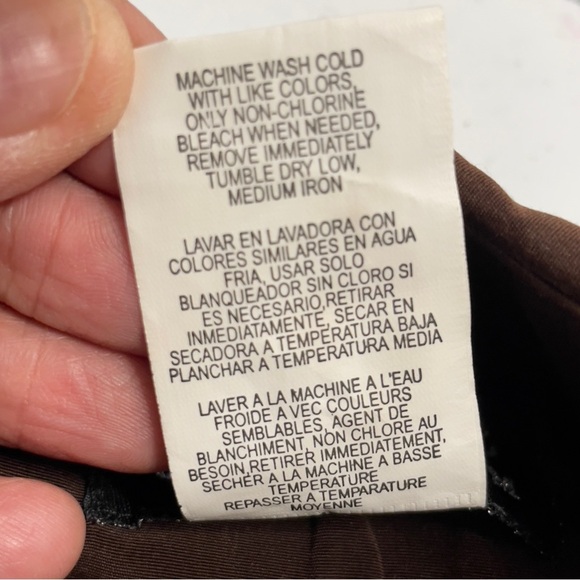 MACHINE WASH COLD
WITH LIKE COLORS,
ONLY NON-CHLORINE
BLEACH WHEN NEEDED,
REMOVE IMMEDIATELY
TUMBLE DRY LOW,
MEDIUM IRON
LAVAR EN LAVADORA CON
COLORES SIMILARES EN AGUA
FRIA, USAR SOLO
BLANQUEADOR SIN CLORO SI
ES NECESARIO,RETIRAR
INMEDIATAMENTE, SECAR EN
SECADORA A TEMPERATURA BAJA
PLANCHAR A TEMPERATURA MEDIA
LAVER A LA MACHINE A L'EAU
FROIDE A VEC COULEURS
SEMBLABLES, AGENT DE
BLANCHIMENT, NON CHLORE AU
BESOIN,RETIRER IMMEDIATEMENT,
SECHER A LA MACHINE A BASSE
TEMPERATURE
REPASSER A TEMPARATURE
MOYENNE